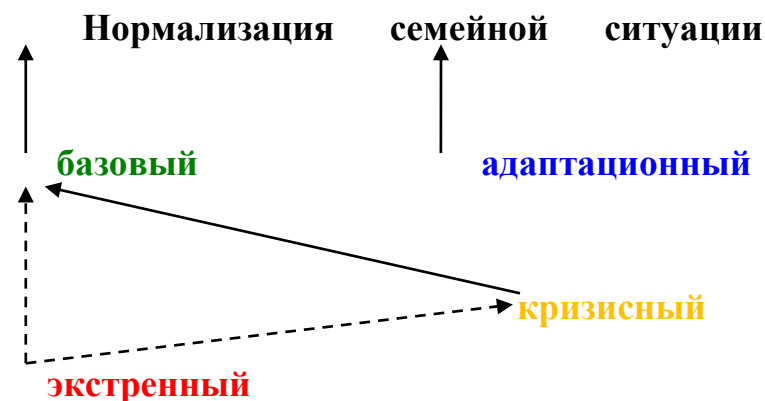 Нормализация семейной ситуации
базовый адаптационный
кризисный
экстренный